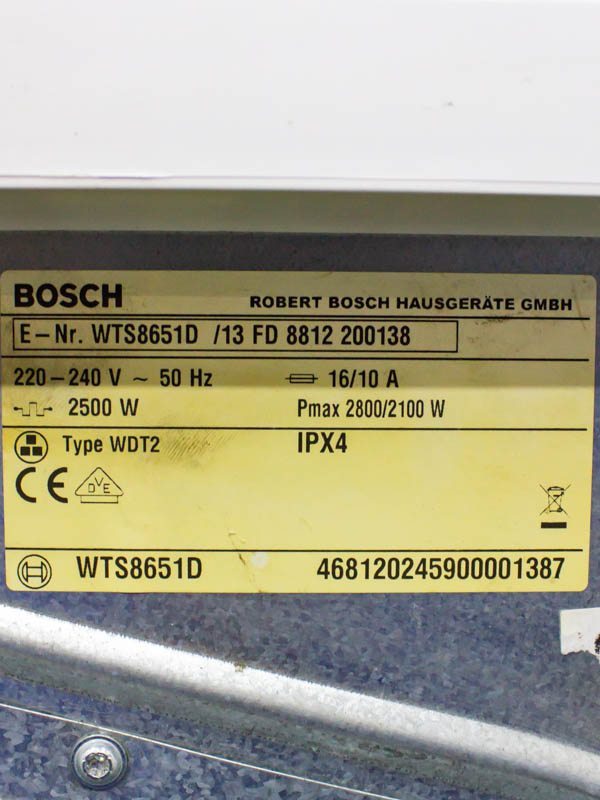 BOSCH ROBERT BOSCH HAUSGERÄTE GMBH
E-Nr. WTS8651D /13 FD 8812 200138
220-240 V ~ 50 Hz 16/10 A
2500 W Pmax 2800/2100 W
Type WDT2 IPX4
CE DVE
WTS8651D 468120245900001387